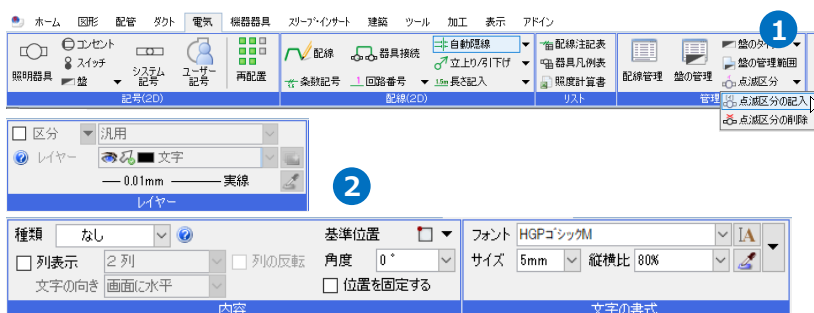 ホーム 図形 配管 ダクト 電気 機器器具 スリーブ・インサート 建築 ツール 加工 表示 アドイン
1
コンセント
スイッチ
盤
照明器具
システム記号
ユーザー記号
再配置
記号(2D)
配線
器具接続
自動隠線
立上り/引下げ
条数記号
1 回路番号
1.5m 長さ記入
配線(2D)
配線注記表
器具凡例表
照度計算書
リスト
配線管理
盤の管理
盤の管理範囲
点滅区分
管理
点滅区分の記入
点滅区分の削除
区分 汎用
レイヤー 文字
0.01mm 実線
レイヤー
2
種類 なし
基準位置
列表示 2列 列の反転
角度 0°
文字の向き 画面に水平
位置を固定する
内容
フォント HGPゴシックM
サイズ 5mm 縦横比 80%
文字の書式